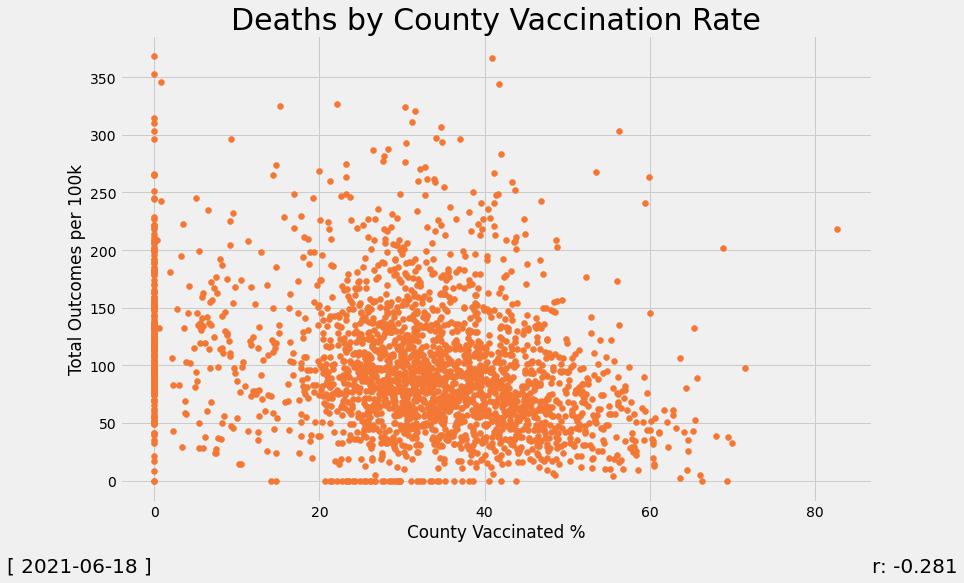 Deaths by County Vaccination Rate
Total Outcomes per 100k
350
300
250
200
150
100
50
0
0 20 40 60 80
County Vaccinated %
[ 2021-06-18 ] r: -0.281